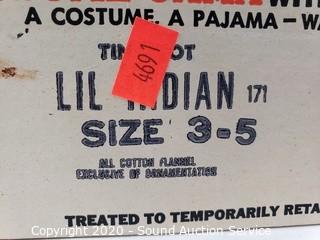 A COSTUME, A PAJAMA-W
4691
LIL INDIAN 171
SIZE 3-5
ALL COTTON FLANNEL
EXCLUSIVE OF ORNAMENTATION
TREATED TO TEMPORARILY RETA
Copyright 2020 - Sound Auction Service